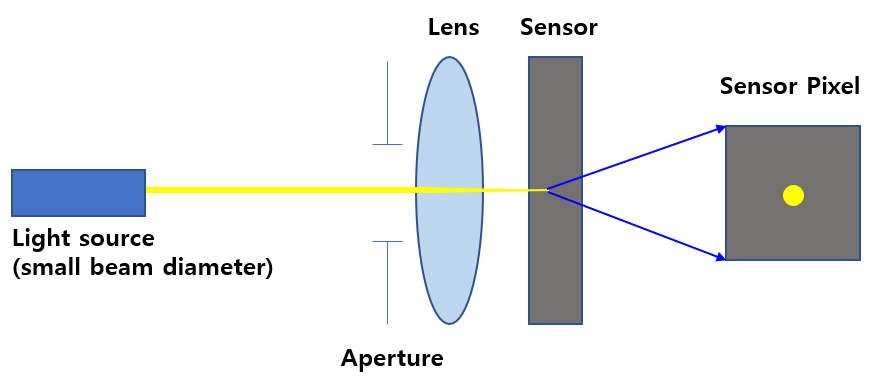 Lens
Sensor
Sensor Pixel
Light source
(small beam diameter)
Aperture